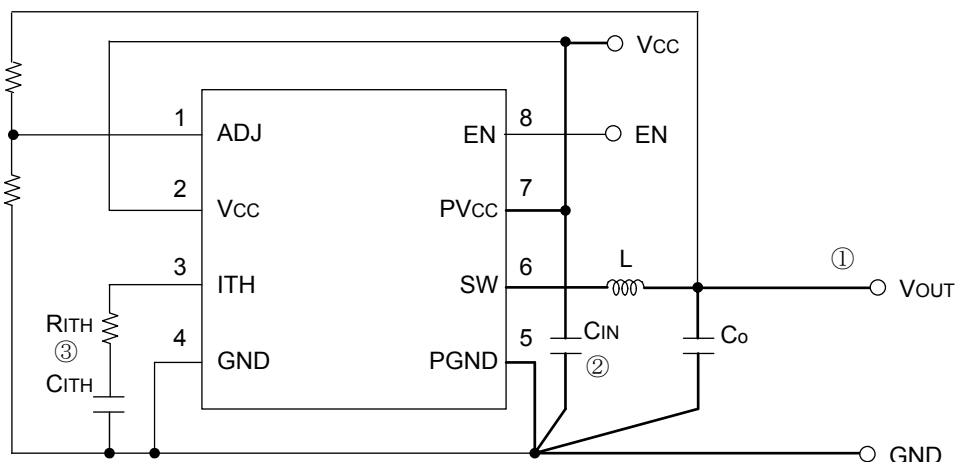 VCC
1
ADJ
EN
8
EN
2
VCC
PVCC
7
3
ITH
SW
6
L
①
VOUT
RITH
③
CITH
4
GND
PGND
5
CIN
②
Co
GND